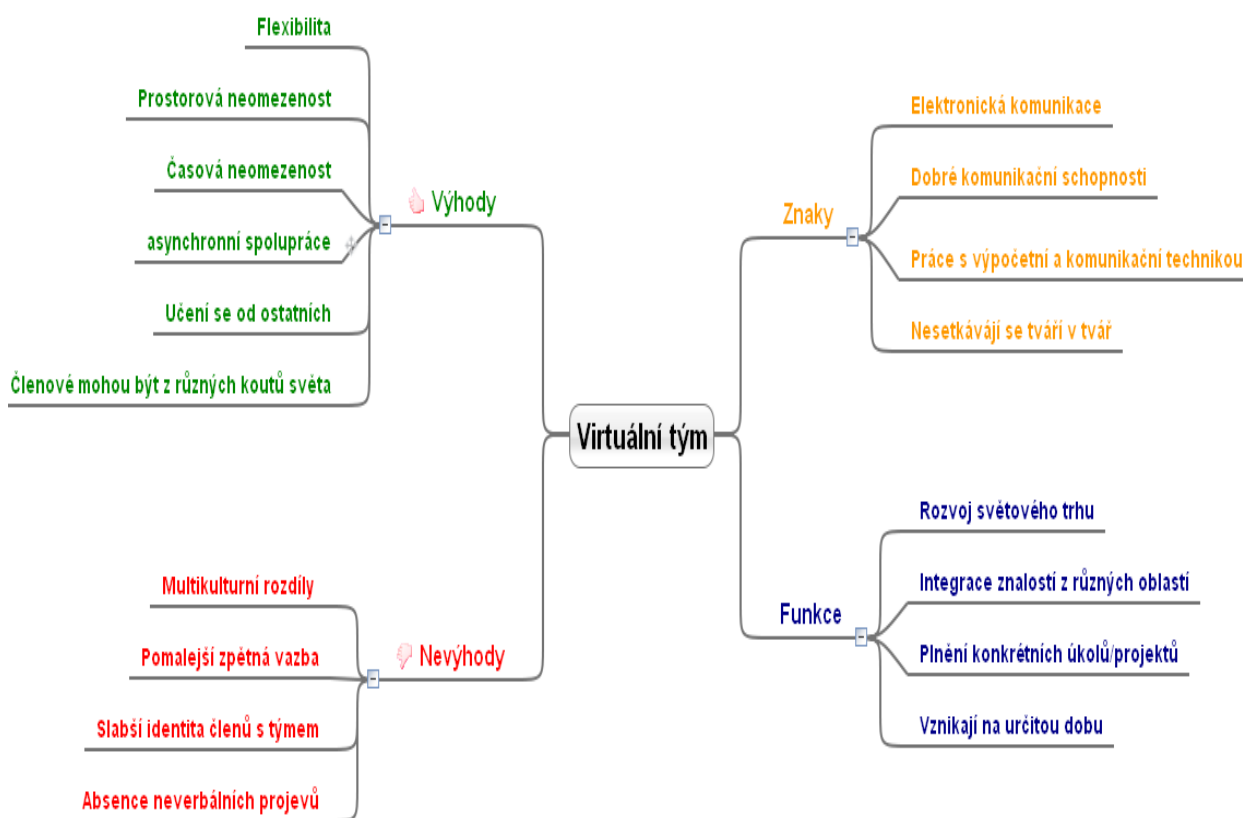 Virtuální tým
Výhody
Flexibilita
Prostorová neomezenost
Časová neomezenost
asynchronní spolupráce
Učení se od ostatních
Členové mohou být z různých koutů světa
Nevýhody
Multikulturní rozdíly
Pomalejší zpětná vazba
Slabší identita členů s týmem
Absence neverbálních projevů
Znaky
Elektronická komunikace
Dobré komunikační schopnosti
Práce s výpočetní a komunikační technikou
Nesetkávájí se tváří v tvář
Funkce
Rozvoj světového trhu
Integrace znalostí z různých oblastí
Plnění konkrétních úkolů/projektů
Vznikají na určitou dobu